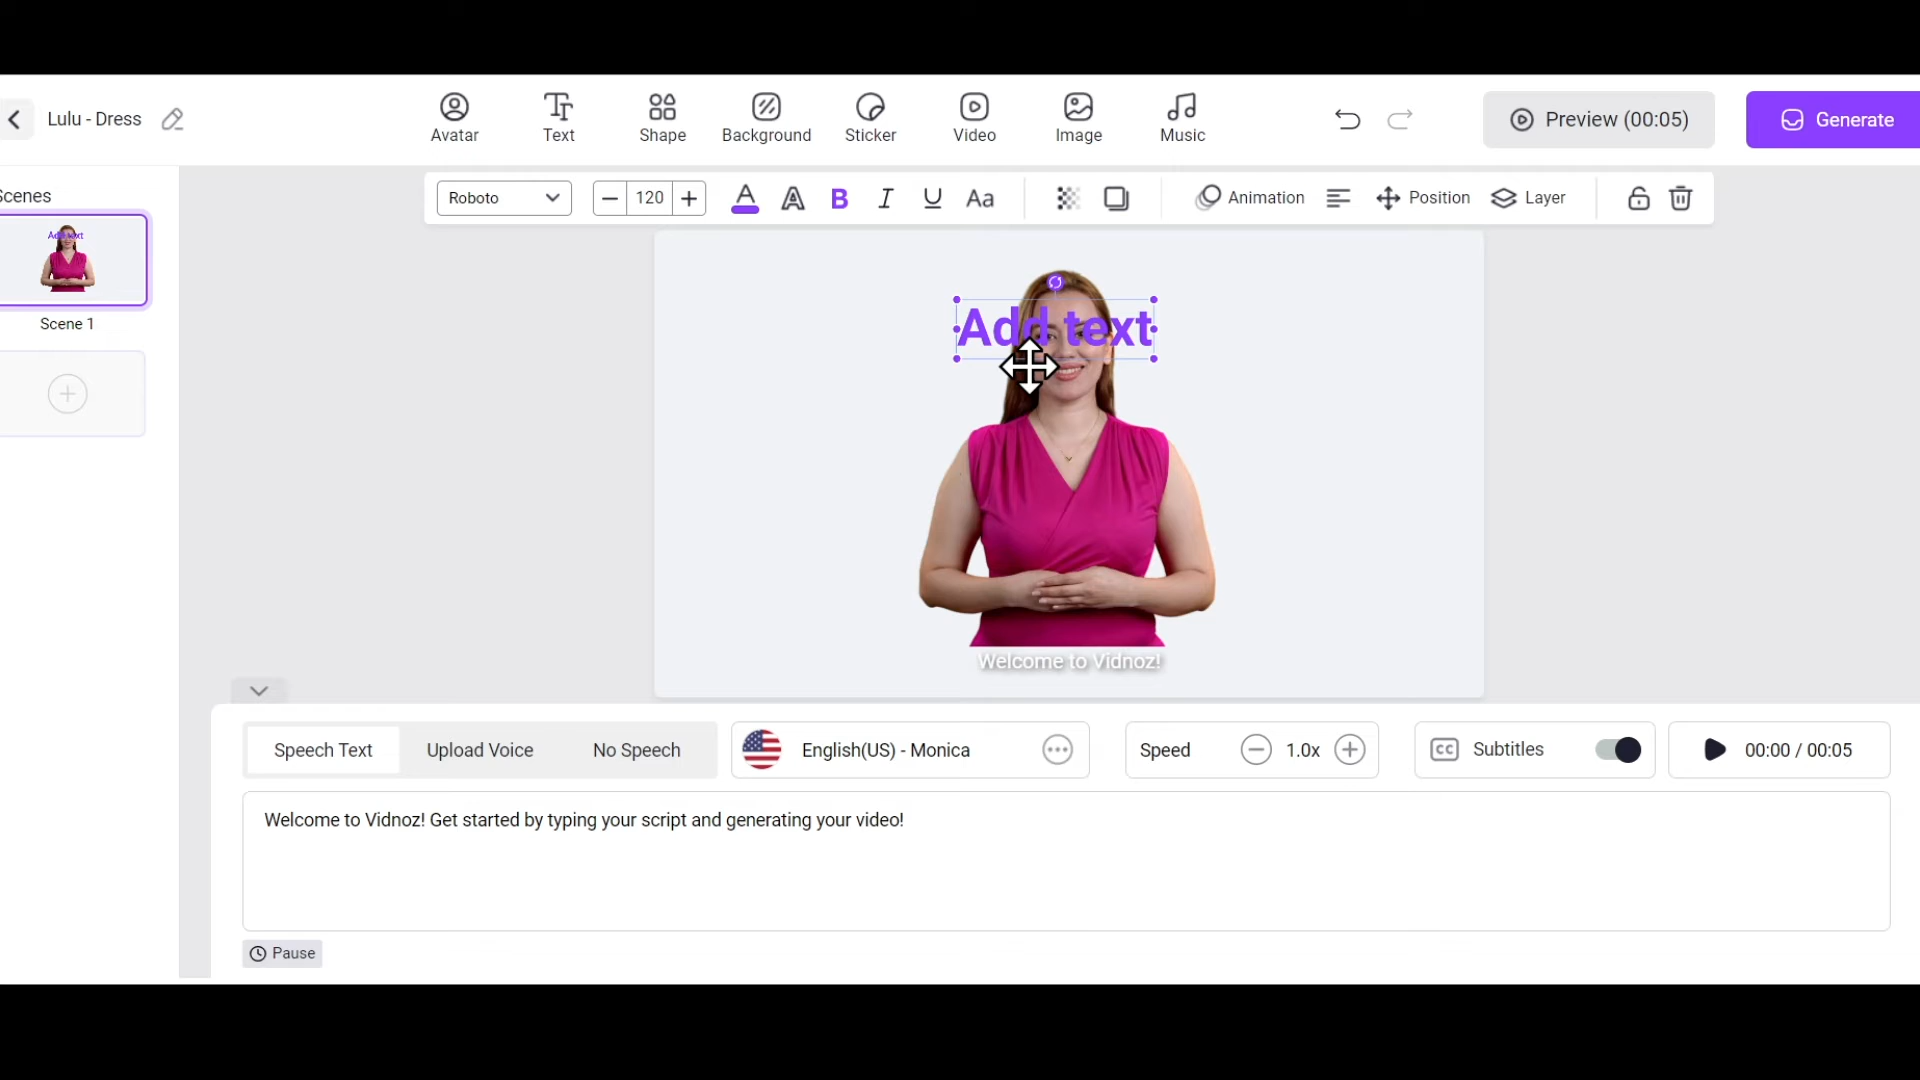 Lulu - Dress
Avatar
Text
Shape
Background
Sticker
Video
Image
Music
Preview (00:05)
Generate
Scenes
Roboto
120
Aa
Animation
Position
Layer
Add text
Scene 1
Add text
Welcome to Vidnoz!
Speech Text
Upload Voice
No Speech
English(US) - Monica
Speed
1.0x
CC
Subtitles
00:00 / 00:05
Welcome to Vidnoz! Get started by typing your script and generating your video!
Pause